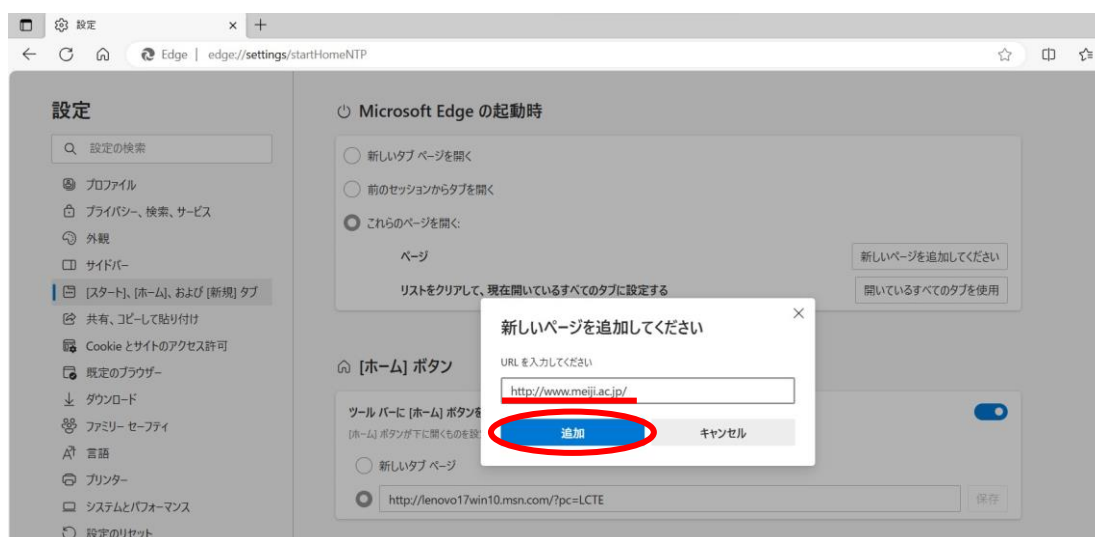 設定
Edge | edge://settings/startHomeNTP
設定
設定の検索
プロファイル
プライバシー、検索、サービス
外観
サイドバー
[スタート]、[ホーム]、および [新規] タブ
共有、コピーして貼り付け
Cookie とサイトのアクセス許可
既定のブラウザー
ダウンロード
ファミリー セーフティ
言語
プリンター
システムとパフォーマンス
設定のリセット
Microsoft Edge の起動時
新しいタブ ページを開く
前のセッションからタブを開く
これらのページを開く:
ページ
新しいページを追加してください
リストをクリアして、現在開いているすべてのタブに設定する
開いているすべてのタブを使用
新しいページを追加してください
URL を入力してください
http://www.meiji.ac.jp/
追加
キャンセル
[ホーム] ボタン
ツール バーに [ホーム] ボタンを
[ホーム] ボタンが下に開くものを設
新しいタブ ページ
http://lenovo17win10.msn.com/?pc=LCTE
保存